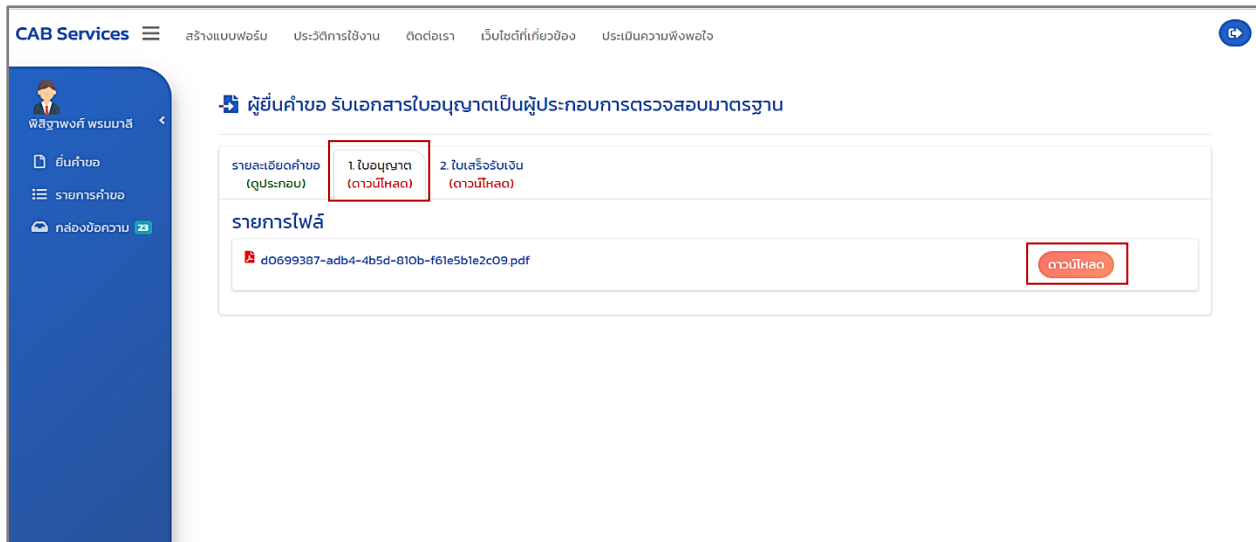 CAB Services
สร้างแบบฟอร์ม ประวัติการใช้งาน ติดต่อเรา เว็บไซต์ที่เกี่ยวข้อง ประเมินความพึงพอใจ
พิสิฐาพงศ์ พรมมาลี
ยื่นคำขอ
รายการคำขอ
กล่องข้อความ 23
ผู้ยื่นคำขอ รับเอกสารใบอนุญาตเป็นผู้ประกอบการตรวจสอบมาตรฐาน
รายละเอียดคำขอ
(ดูประกอบ)
1. ใบอนุญาต
(ดาวน์โหลด)
2. ใบเสร็จรับเงิน
(ดาวน์โหลด)
รายการไฟล์
d0699387-adb4-4b5d-810b-f61e5b1e2c09.pdf
ดาวน์โหลด